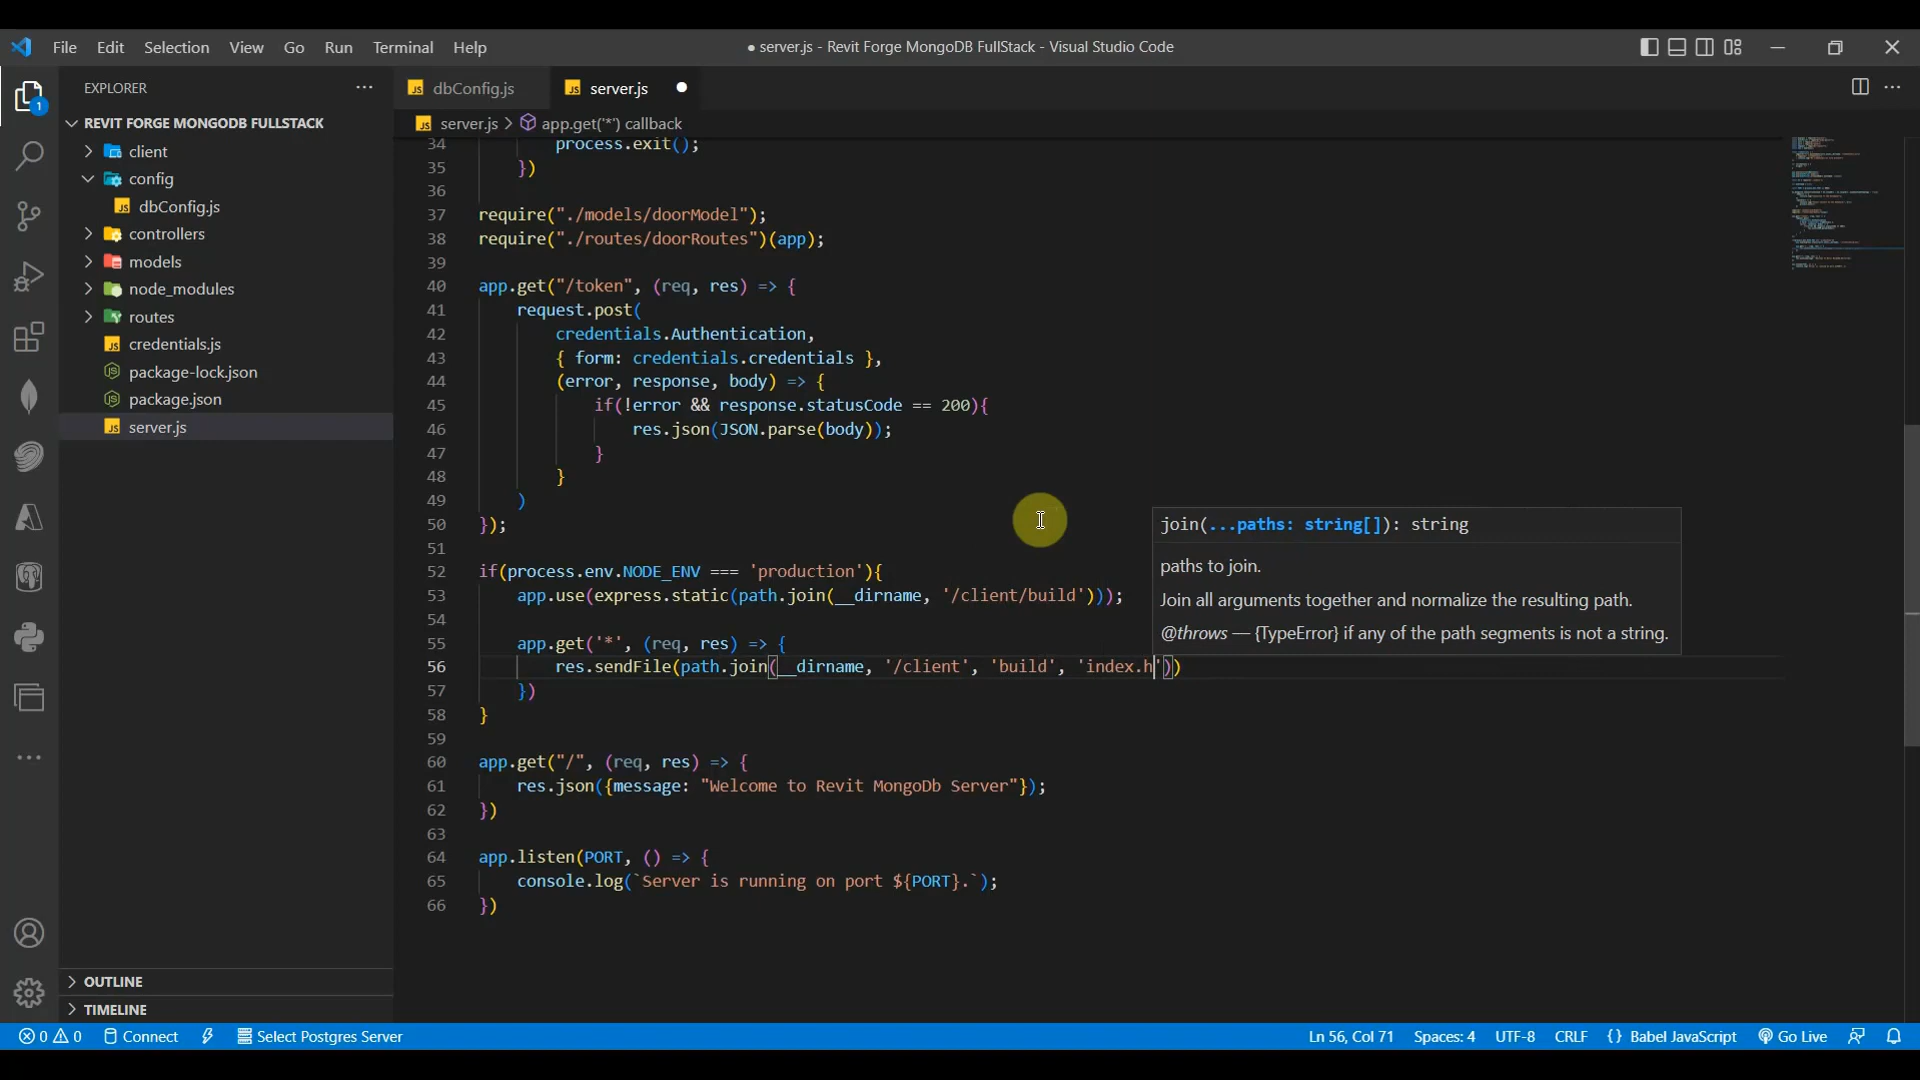 File Edit Selection View Go Run Terminal Help
● server.js - Revit Forge MongoDB FullStack - Visual Studio Code
EXPLORER
1
REVIT FORGE MONGODB FULLSTACK
client
config
JS dbConfig.js
controllers
models
node_modules
routes
JS credentials.js
package-lock.json
package.json
JS server.js
OUTLINE
TIMELINE
JS dbConfig.js
JS server.js ●
JS server.js > app.get('*') callback
34 process.exit();
35 })
36
37 require("./models/doorModel");
38 require("./routes/doorRoutes")(app);
39
40 app.get("/token", (req, res) => {
41 request.post(
42 credentials.Authentication,
43 { form: credentials.credentials },
44 (error, response, body) => {
45 if(!error && response.statusCode == 200){
46 res.json(JSON.parse(body));
47 }
48 }
49 )
50 });
51
52 if(process.env.NODE_ENV === 'production'){
53 app.use(express.static(path.join(__dirname, '/client/build')));
54
55 app.get('*', (req, res) => {
56 res.sendFile(path.join(__dirname, '/client', 'build', 'index.h'))
57 })
58 }
59
60 app.get("/", (req, res) => {
61 res.json({message: "Welcome to Revit MongoDb Server"});
62 })
63
64 app.listen(PORT, () => {
65 console.log(`Server is running on port ${PORT}.`);
66 })
join(...paths: string[]): string
paths to join.
Join all arguments together and normalize the resulting path.
@throws — {TypeError} if any of the path segments is not a string.
0 0 Connect Select Postgres Server
Ln 56, Col 71 Spaces: 4 UTF-8 CRLF {} Babel JavaScript Go Live